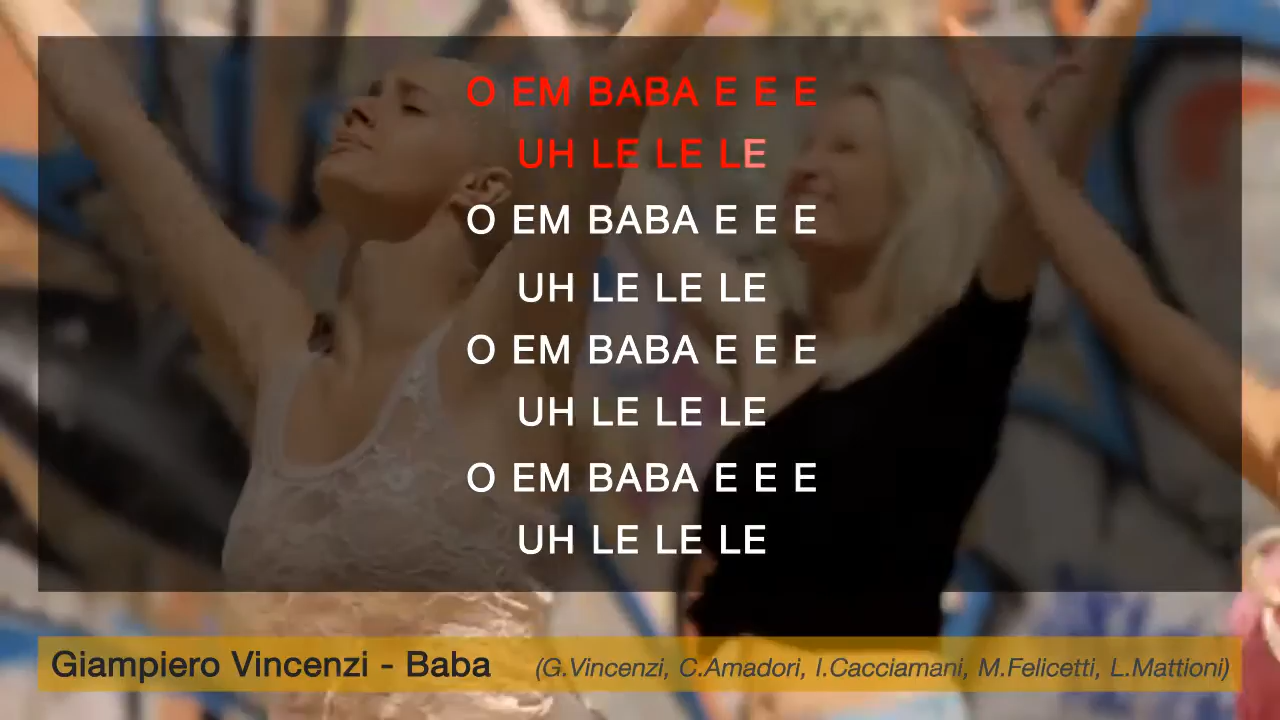 O EM BABA E E E
UH LE LE LE
O EM BABA E E E
UH LE LE LE
O EM BABA E E E
UH LE LE LE
O EM BABA E E E
UH LE LE LE
Giampiero Vincenzi - Baba (G.Vincenzi, C.Amadori, I.Cacciamani, M.Felicetti, L.Mattioni)